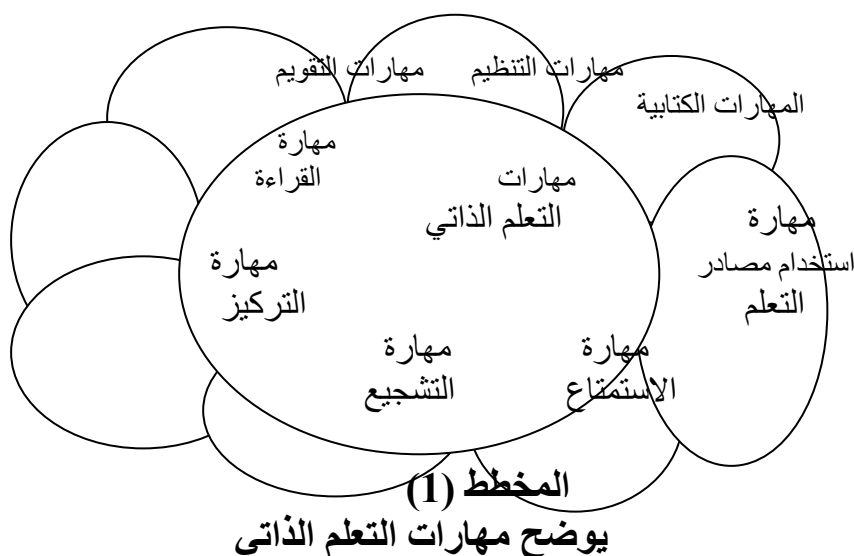 مهارات التقويم
مهارات التنظيم
المهارات الكتابية
مهارة
القراءة
مهارات
التعلم الذاتي
مهارة
استخدام مصادر
التعلم
مهارة
التركيز
مهارة
التشجيع
مهارة
الاستمتاع
المخطط (1)
يوضح مهارات التعلم الذاتي